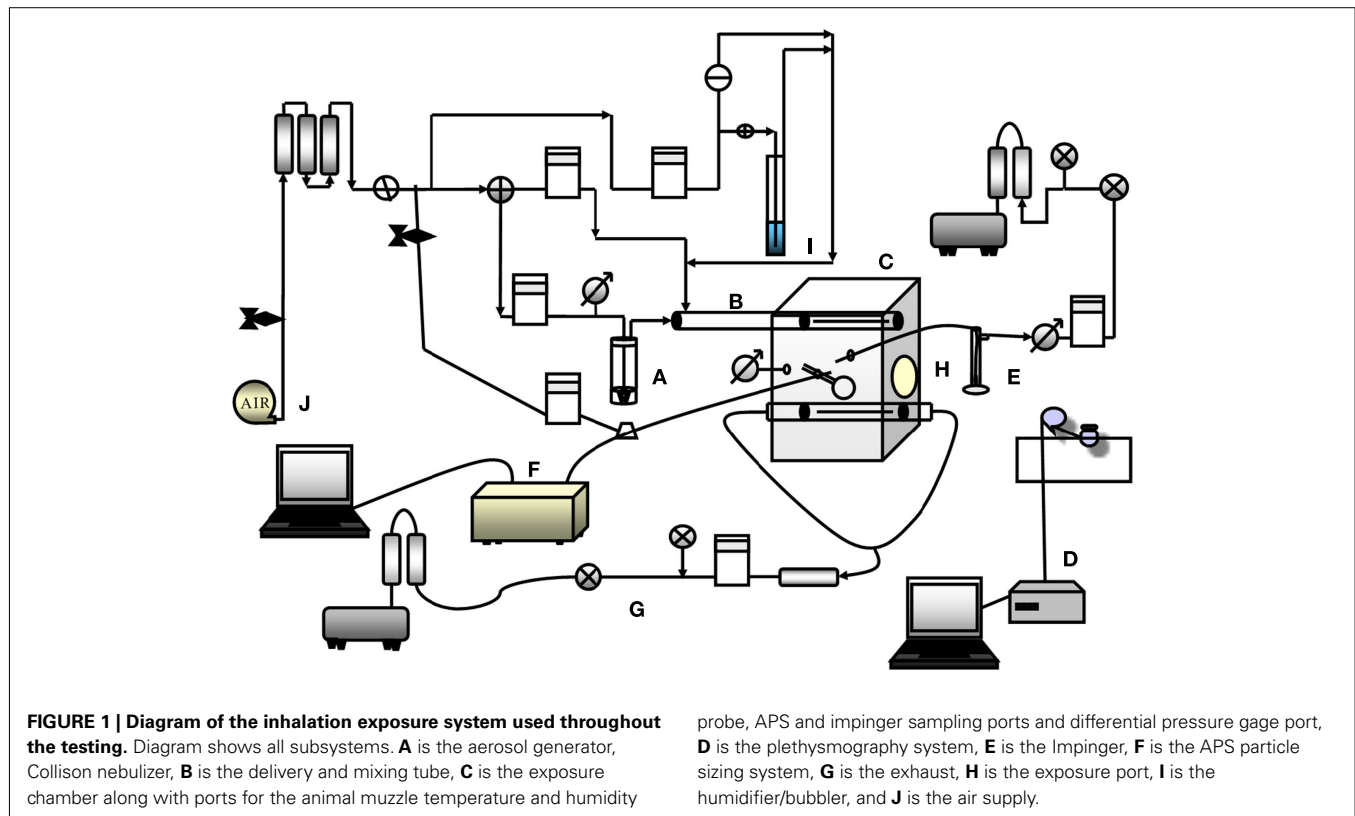 I
C
B
A
H
E
AIR
J
F
D
G
FIGURE 1 | Diagram of the inhalation exposure system used throughout
the testing. Diagram shows all subsystems. A is the aerosol generator,
Collison nebulizer, B is the delivery and mixing tube, C is the exposure
chamber along with ports for the animal muzzle temperature and humidity
probe, APS and impinger sampling ports and differential pressure gage port,
D is the plethysmography system, E is the Impinger, F is the APS particle
sizing system, G is the exhaust, H is the exposure port, I is the
humidifier/bubbler, and J is the air supply.